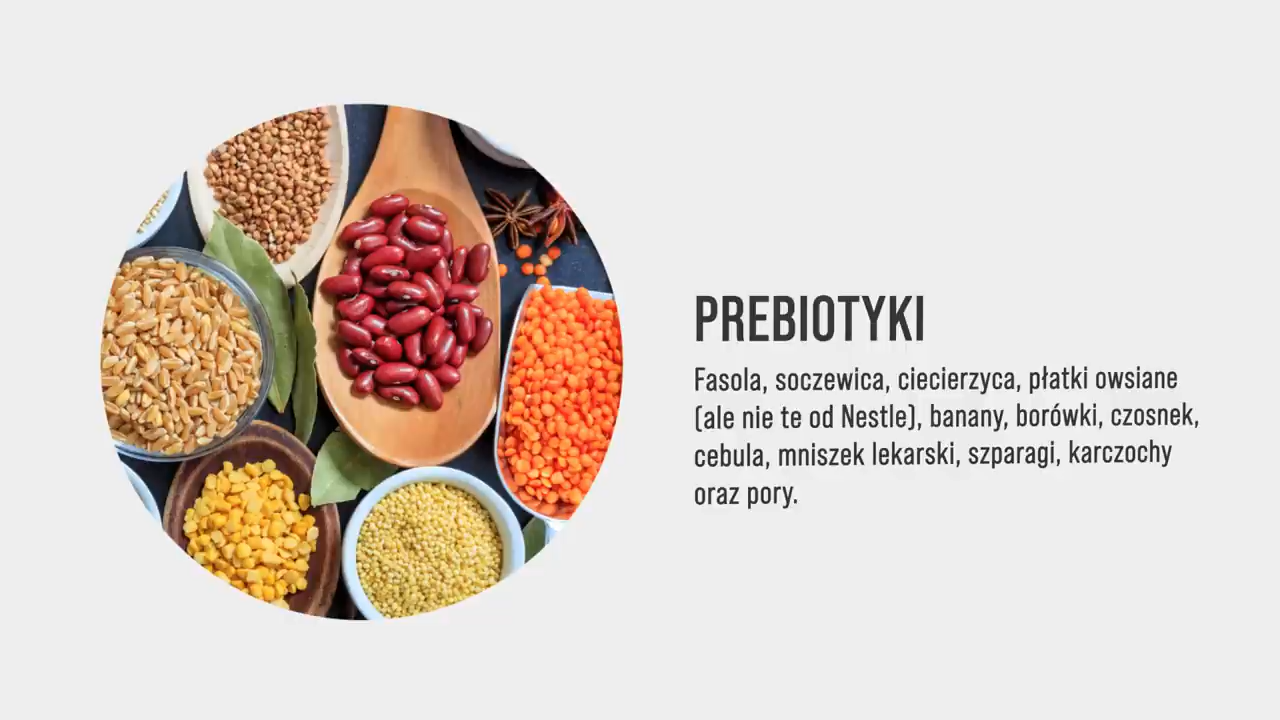 PREBIOTYKI
Fasola, soczewica, ciecierzyca, płatki owsiane
(ale nie te od Nestle), banany, borówki, czosnek,
cebula, mniszek lekarski, szparagi, karczochy
oraz pory.